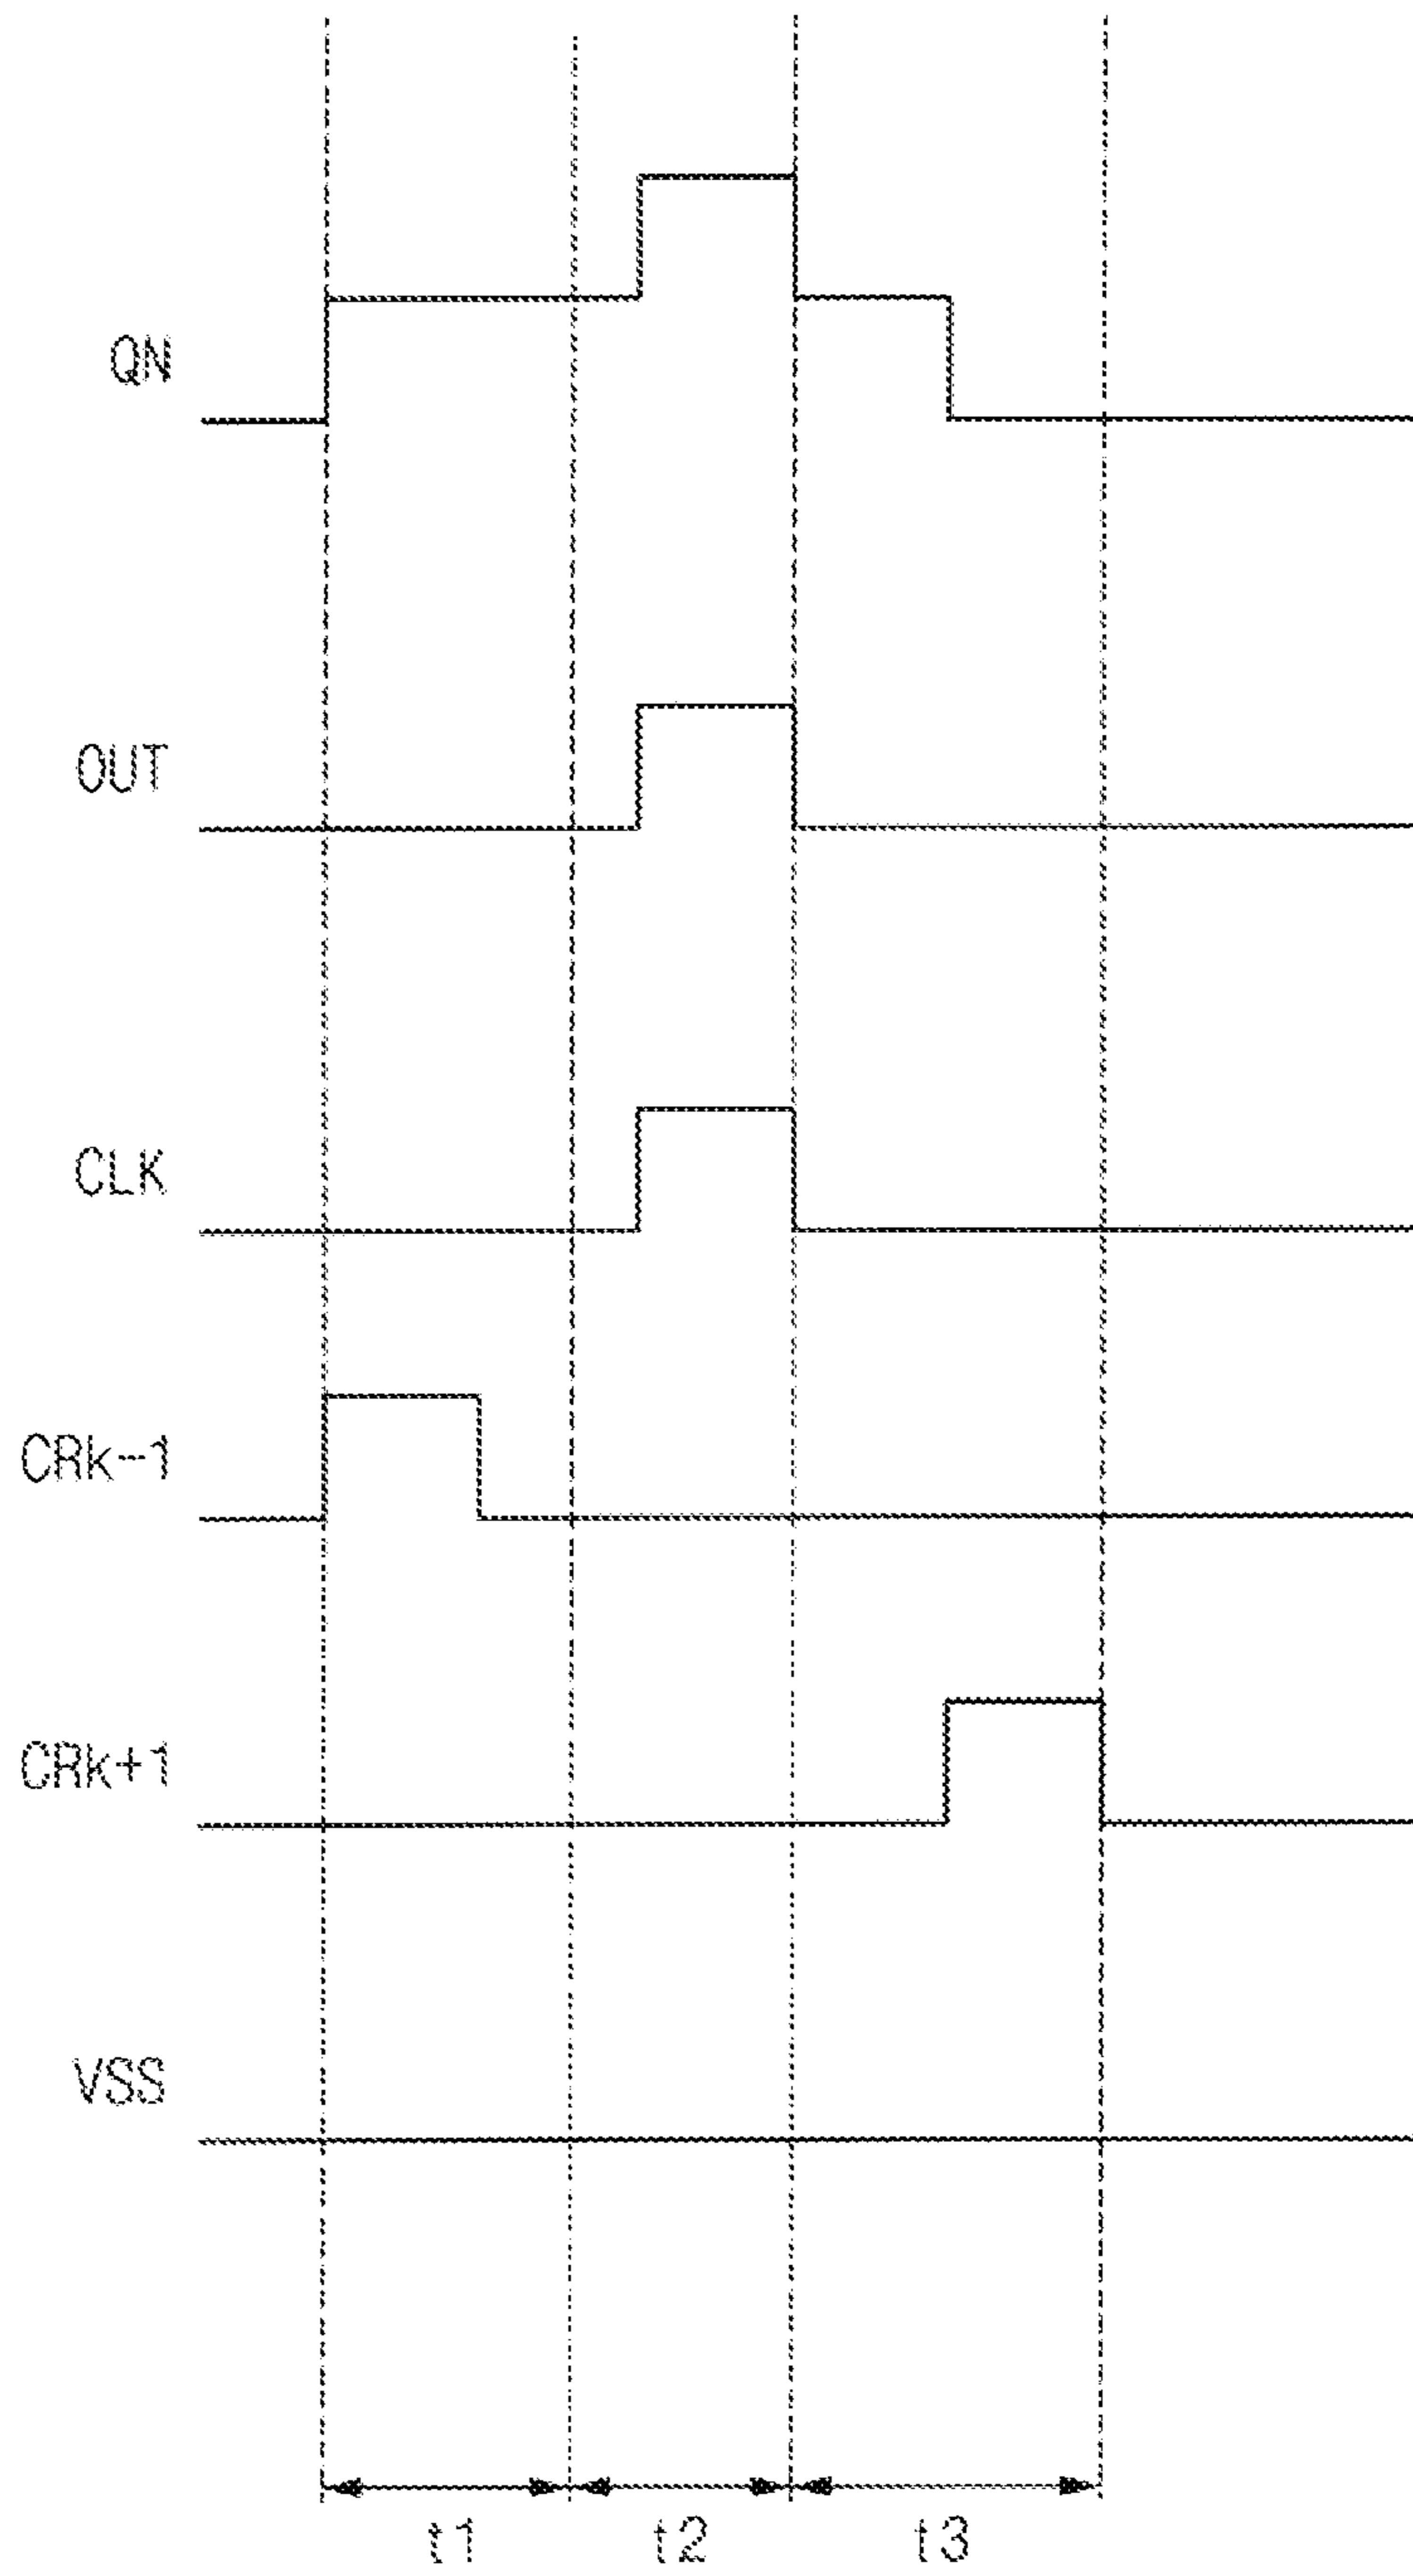 QN
OUT
CLK
CRk-1
CRk+1
VSS
t1 t2 t3